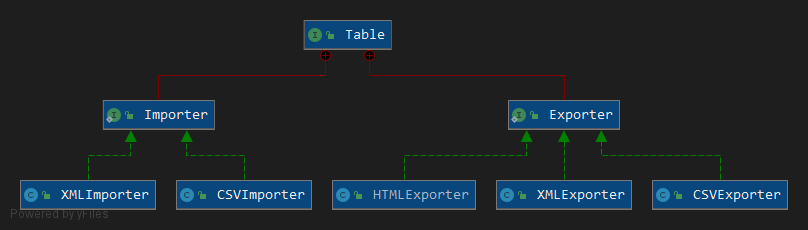 Table
Importer
Exporter
XMLImporter
CSVImporter
HTMLExporter
XMLExporter
CSVExporter
Powered by yFiles